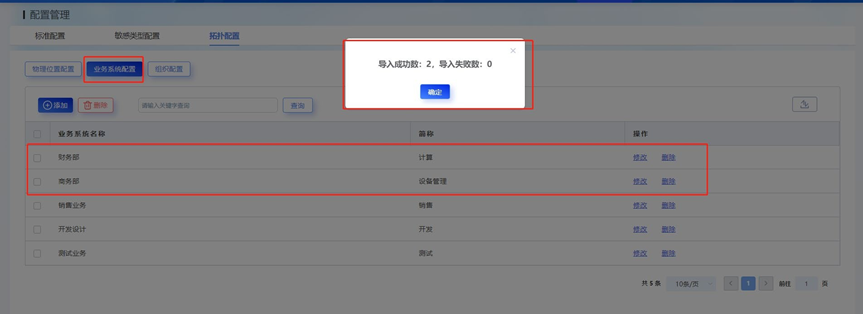 配置管理
标准配置 敏感类型配置 拓扑配置
导入成功数：2，导入失败数：0
确定
物理位置配置 业务系统配置 组织配置
添加 删除 请输入关键字查询 查询
业务系统名称 简称 操作
财务部 计算 修改 删除
商务部 设备管理 修改 删除
销售业务 销售 修改 删除
开发设计 开发 修改 删除
测试业务 测试 修改 删除
共 5 条 10条/页 1 前往 1 页